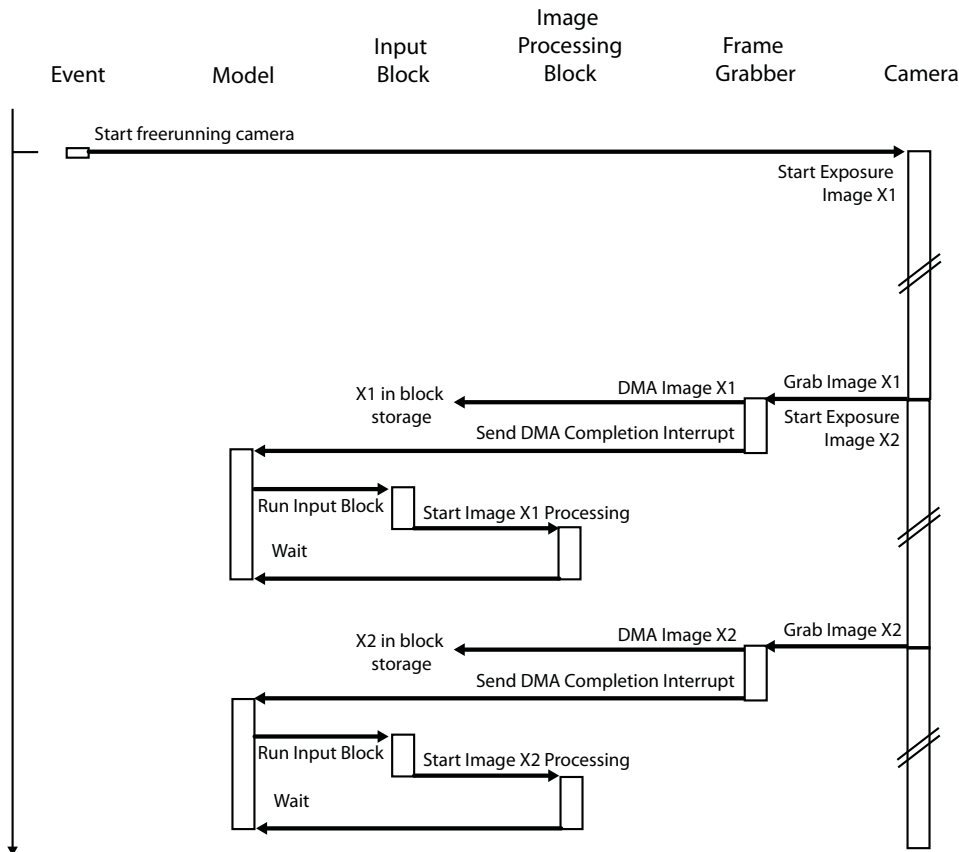 Event
Model
Input
Block
Image
Processing
Block
Frame
Grabber
Camera
Start freerunning camera
Start Exposure
Image X1
X1 in block
storage
DMA Image X1
Grab Image X1
Send DMA Completion Interrupt
Start Exposure
Image X2
Run Input Block
Start Image X1 Processing
Wait
X2 in block
storage
DMA Image X2
Grab Image X2
Send DMA Completion Interrupt
Run Input Block
Start Image X2 Processing
Wait